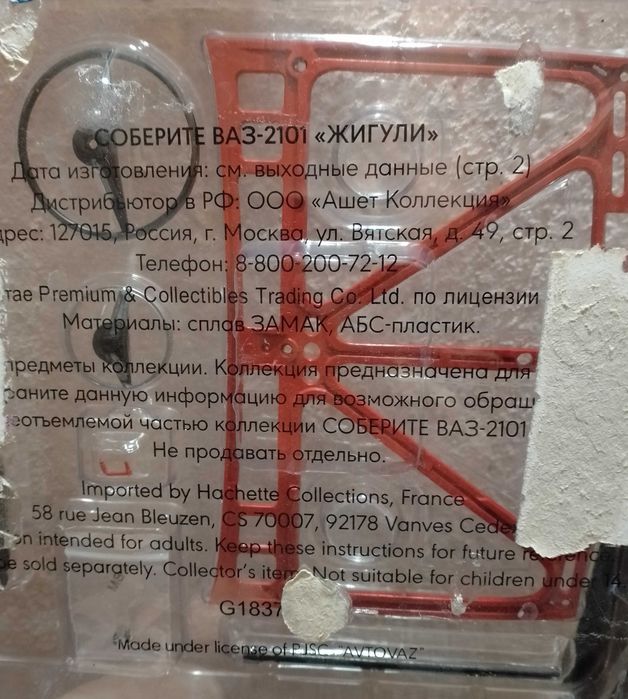 СОБЕРИТЕ ВАЗ-2101 «ЖИГУЛИ»
Дата изготовления: см. выходные данные (стр. 2)
Дистрибьютор в РФ: ООО «Ашет Коллекция»
дрес: 127015, Россия, г. Москва, ул. Вятская, д. 49, стр. 2
Телефон: 8-800-200-72-12
тае Premium & Collectibles Trading Co. Ltd. по лицензии
Материалы: сплав ЗАМАК, АБС-пластик.
предметы коллекции. Коллекция предназначена для
раните данную информацию для возможного обращ
еотъемлемой частью коллекции СОБЕРИТЕ ВАЗ-2101
Не продавать отдельно.
Imported by Hachette Collections, France
58 rue Jean Bleuzen, CS 70007, 92178 Vanves Cede
on intended for adults. Keep these instructions for future reference.
be sold separately. Collector's item. Not suitable for children under 14.
G1837
Made under license of PJSC "AVTOVAZ"